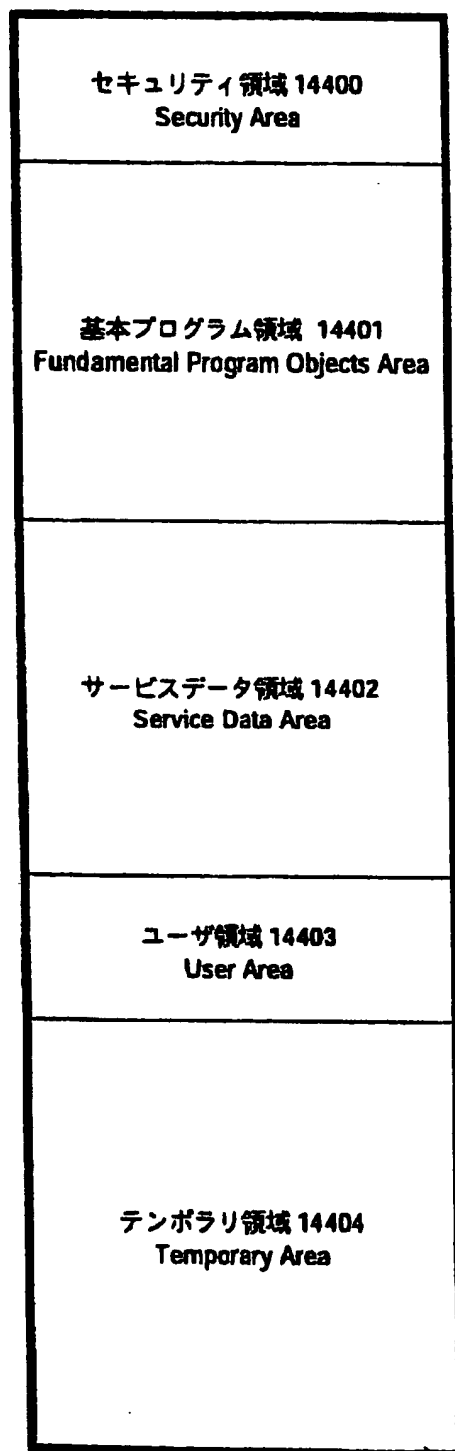 セキュリティ領域 14400
Security Area
基本プログラム領域 14401
Fundamental Program Objects Area
サービスデータ領域 14402
Service Data Area
ユーザ領域 14403
User Area
テンポラリ領域 14404
Temporary Area